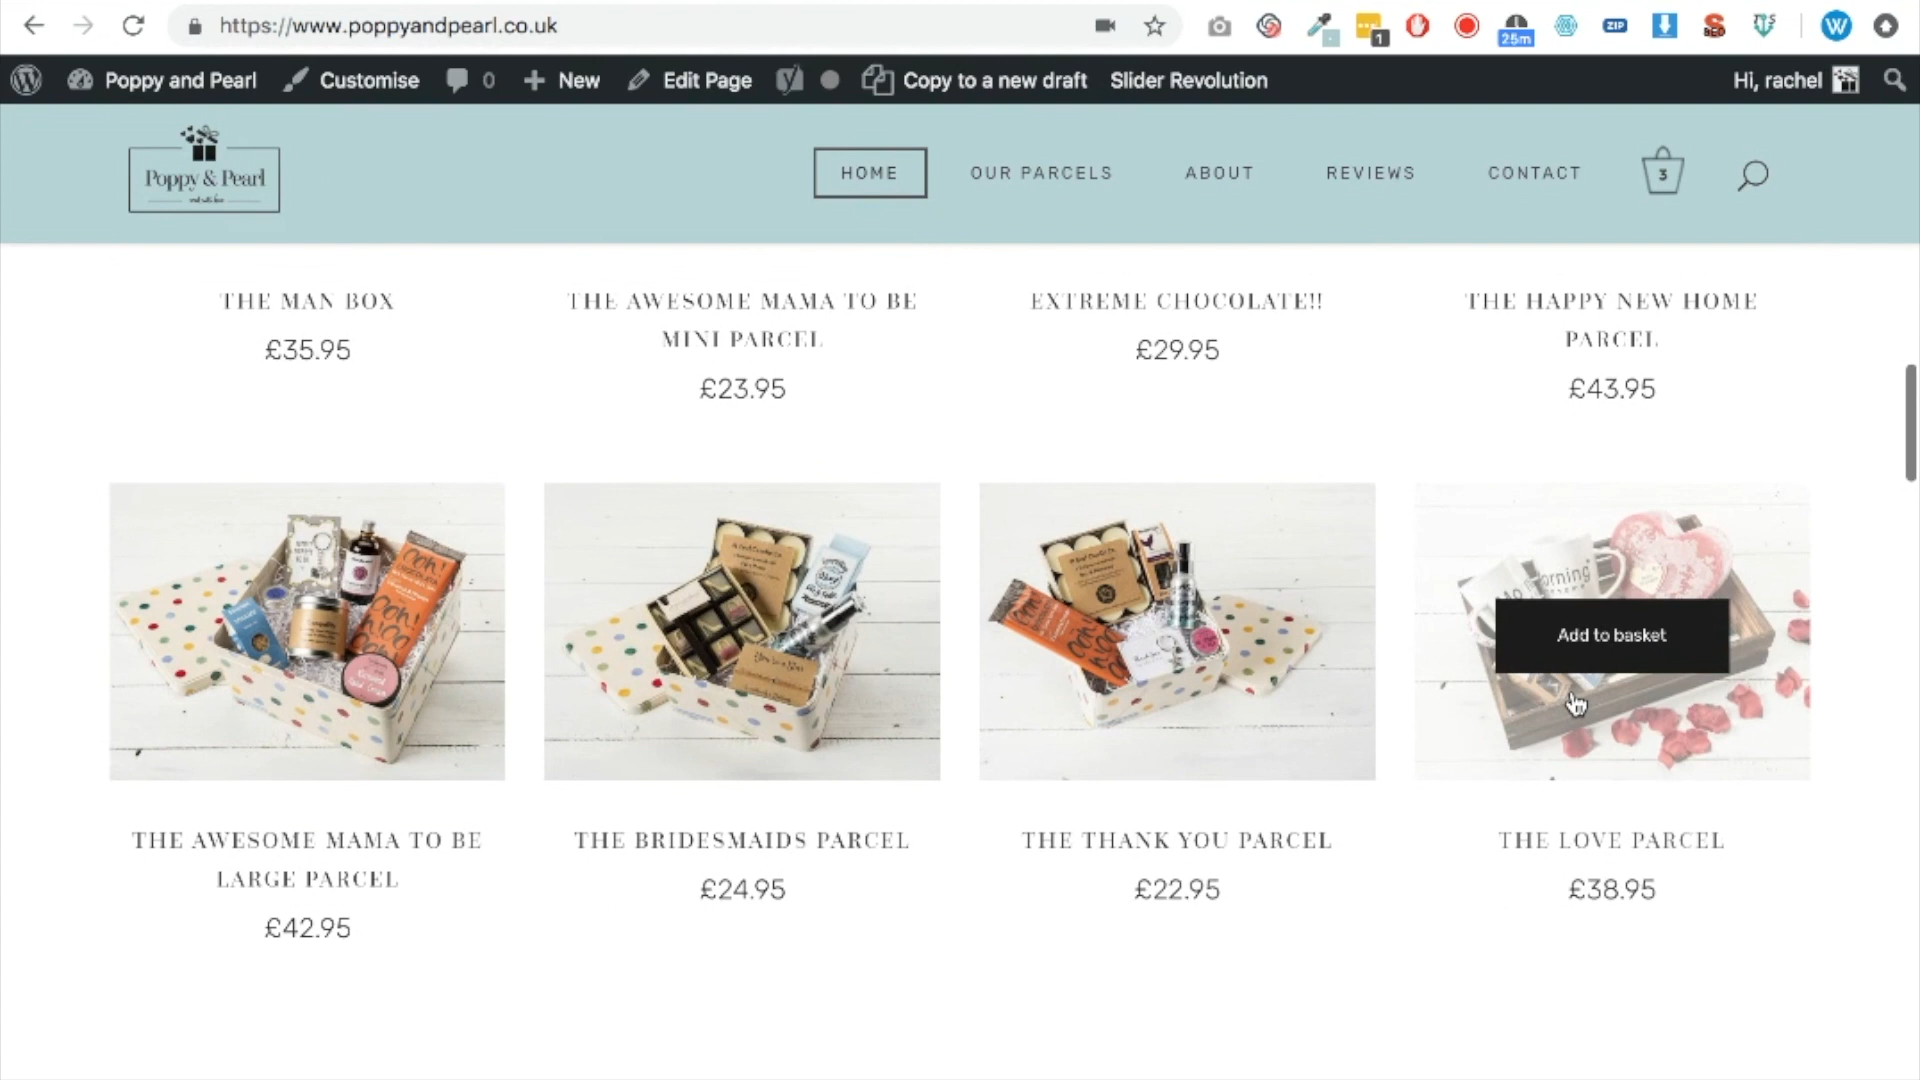 https://www.poppyandpearl.co.uk
1
25m
ZIP
Poppy and Pearl
Customise
0
New
Edit Page
Copy to a new draft
Slider Revolution
Hi, rachel
Poppy & Pearl
HOME
OUR PARCELS
ABOUT
REVIEWS
CONTACT
3
THE MAN BOX
£35.95
THE AWESOME MAMA TO BE
MINI PARCEL
£23.95
EXTREME CHOCOLATE!!
£29.95
THE HAPPY NEW HOME
PARCEL
£43.95
orning
Add to basket
THE AWESOME MAMA TO BE
LARGE PARCEL
£42.95
THE BRIDESMAIDS PARCEL
£24.95
THE THANK YOU PARCEL
£22.95
THE LOVE PARCEL
£38.95